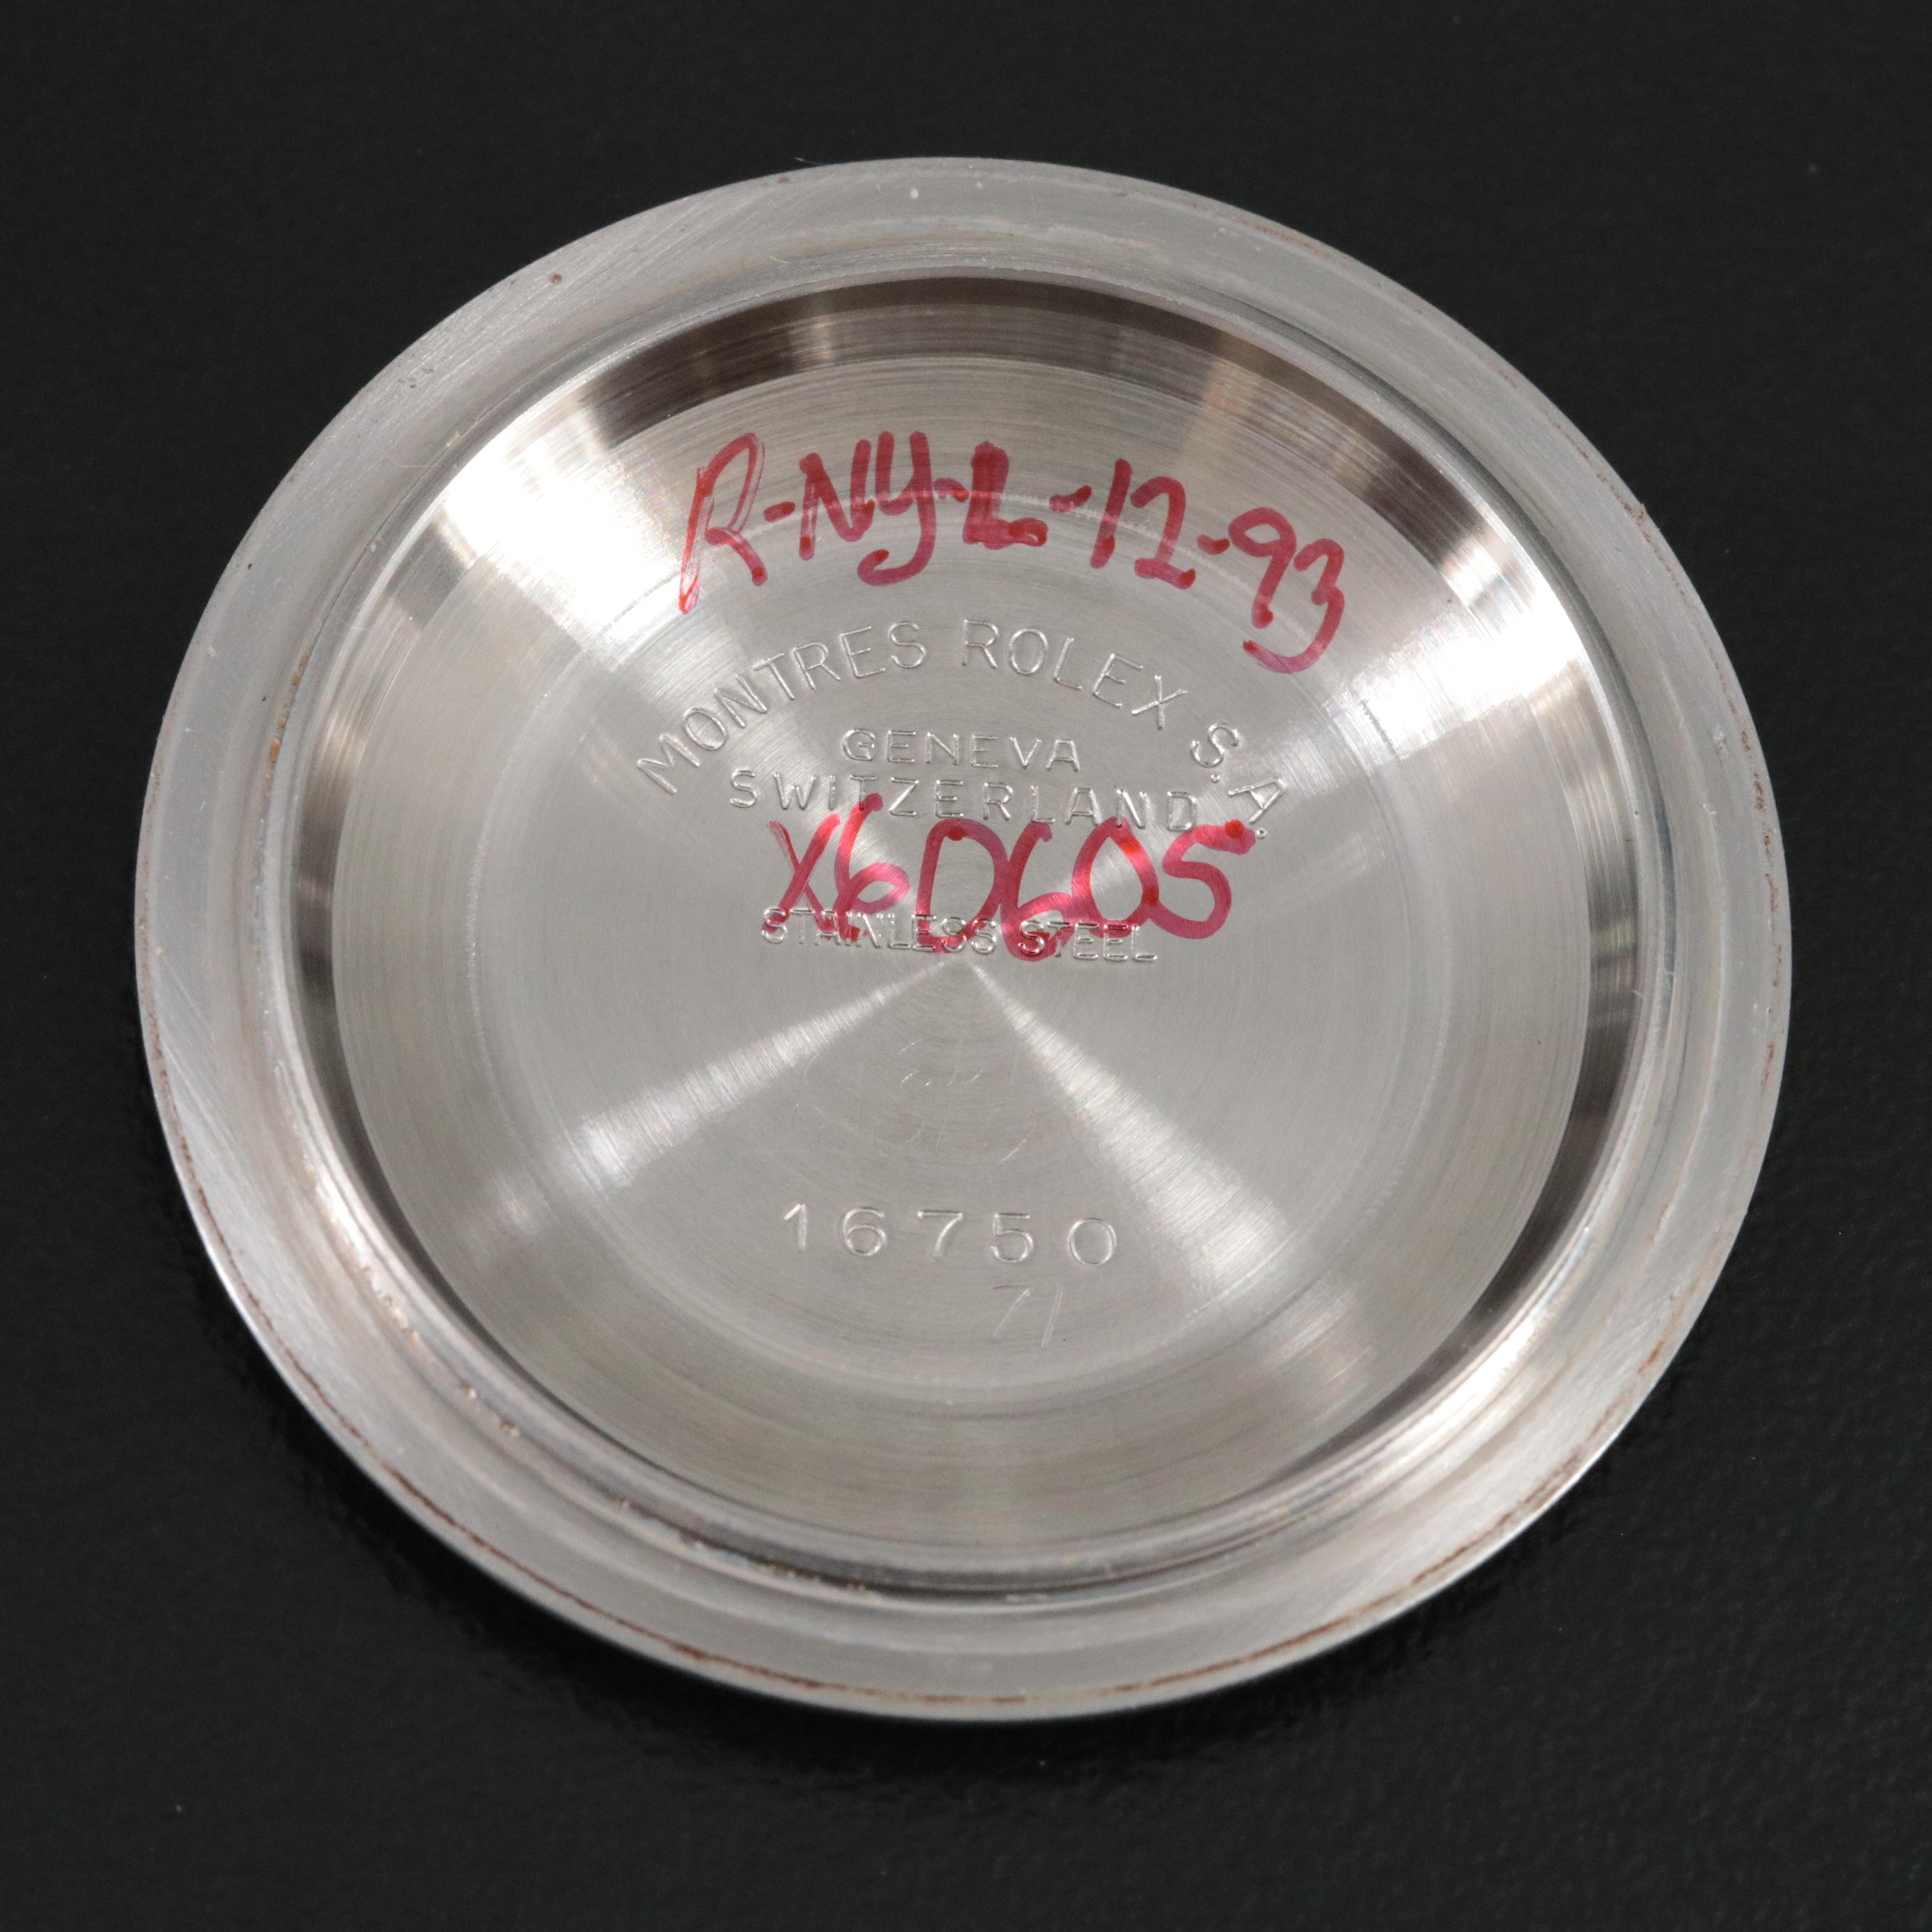 R-NY-L-12-93
MONTRES ROLEX S.A.
GENEVA
SWITZERLAND
X6D605
STAINLESS STEEL
16750
71